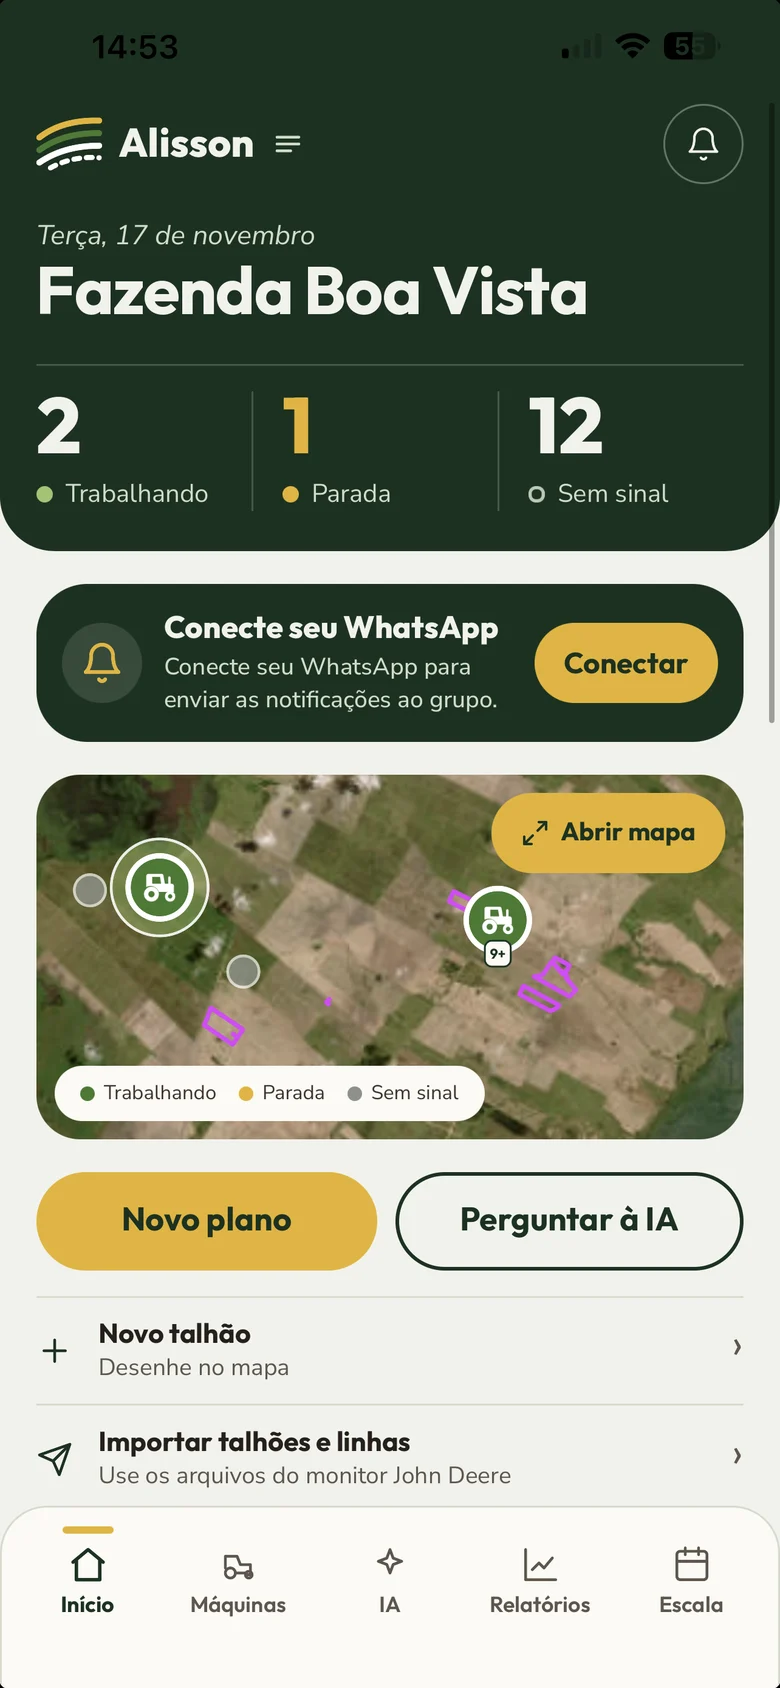 14:53
55
Alisson
Terça, 17 de novembro
Fazenda Boa Vista
2
Trabalhando
1
Parada
12
Sem sinal
Conecte seu WhatsApp
Conecte seu WhatsApp para
enviar as notificações ao grupo.
Conectar
Abrir mapa
9+
Trabalhando
Parada
Sem sinal
Novo plano
Perguntar à IA
Novo talhão
Desenhe no mapa
Importar talhões e linhas
Use os arquivos do monitor John Deere
Início
Máquinas
IA
Relatórios
Escala